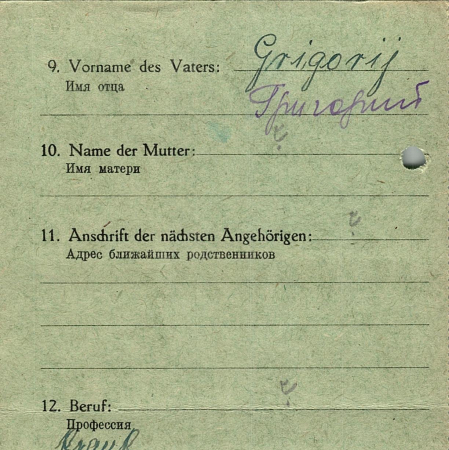 9. Vorname des Vaters: Grigorij
Имя отца Григорий
10. Name der Mutter: ?
Имя матери
11. Anschrift der nächsten Angehörigen: ?
Адрес ближайших родственников
12. Beruf: ?
Профессия
krank